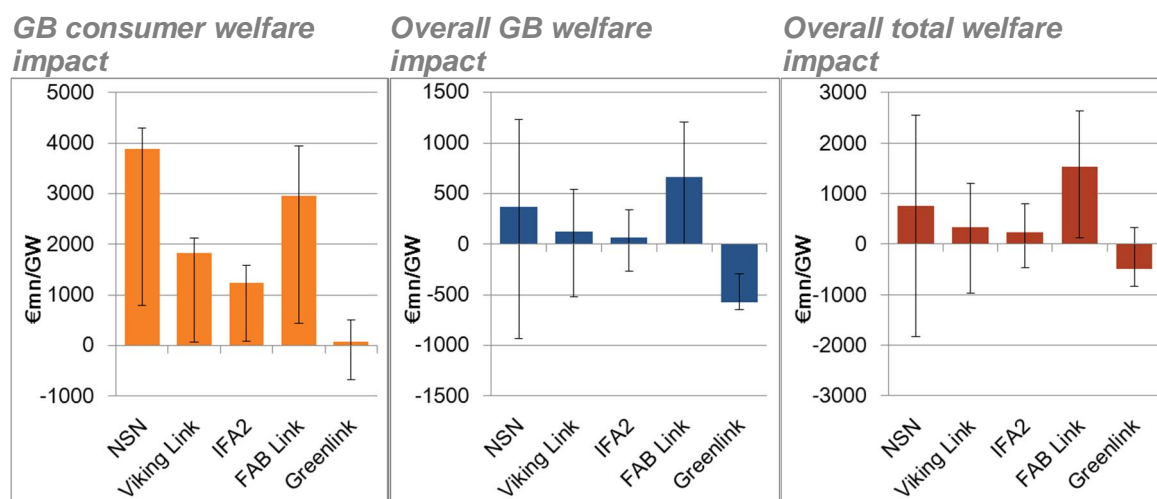 GB consumer welfare
impact
5000
4000
3000
2000
1000
0
-1000
€mn/GW
NSN
Viking Link
IFA2
FAB Link
Greenlink
Overall GB welfare
impact
1500
1000
500
0
-500
-1000
-1500
€mn/GW
NSN
Viking Link
IFA2
FAB Link
Greenlink
Overall total welfare
impact
3000
2000
1000
0
-1000
-2000
-3000
€mn/GW
NSN
Viking Link
IFA2
FAB Link
Greenlink